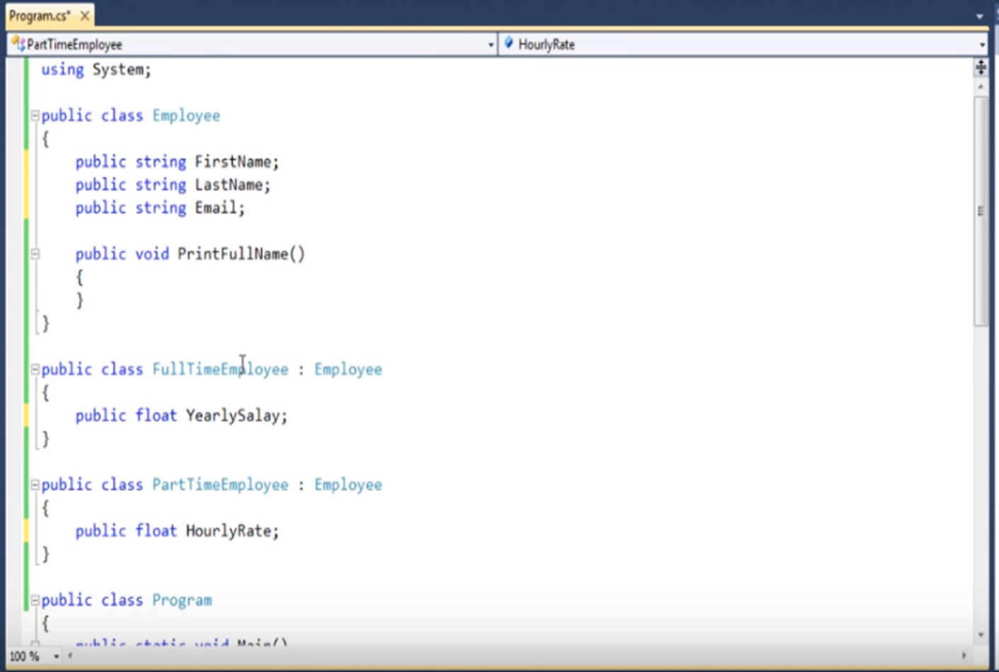 Program.cs*
PartTimeEmployee
HourlyRate
using System;
public class Employee
{
public string FirstName;
public string LastName;
public string Email;
public void PrintFullName()
{
}
}
public class FullTimeEmployee : Employee
{
public float YearlySalay;
}
public class PartTimeEmployee : Employee
{
public float HourlyRate;
}
public class Program
{
public static void Main()
100 %